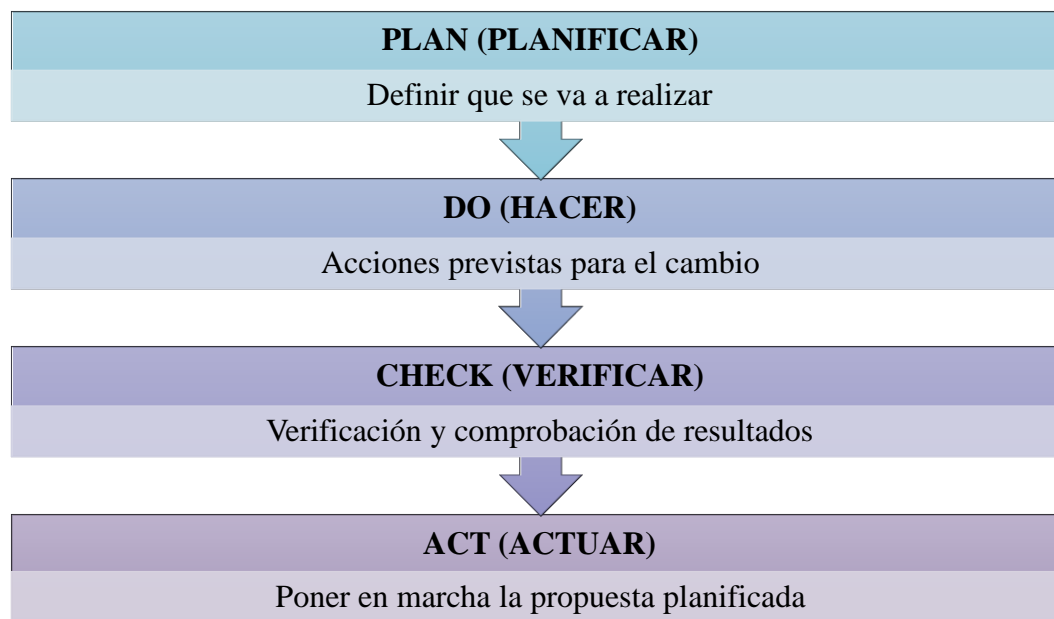 PLAN (PLANIFICAR)
Definir que se va a realizar
DO (HACER)
Acciones previstas para el cambio
CHECK (VERIFICAR)
Verificación y comprobación de resultados
ACT (ACTUAR)
Poner en marcha la propuesta planificada